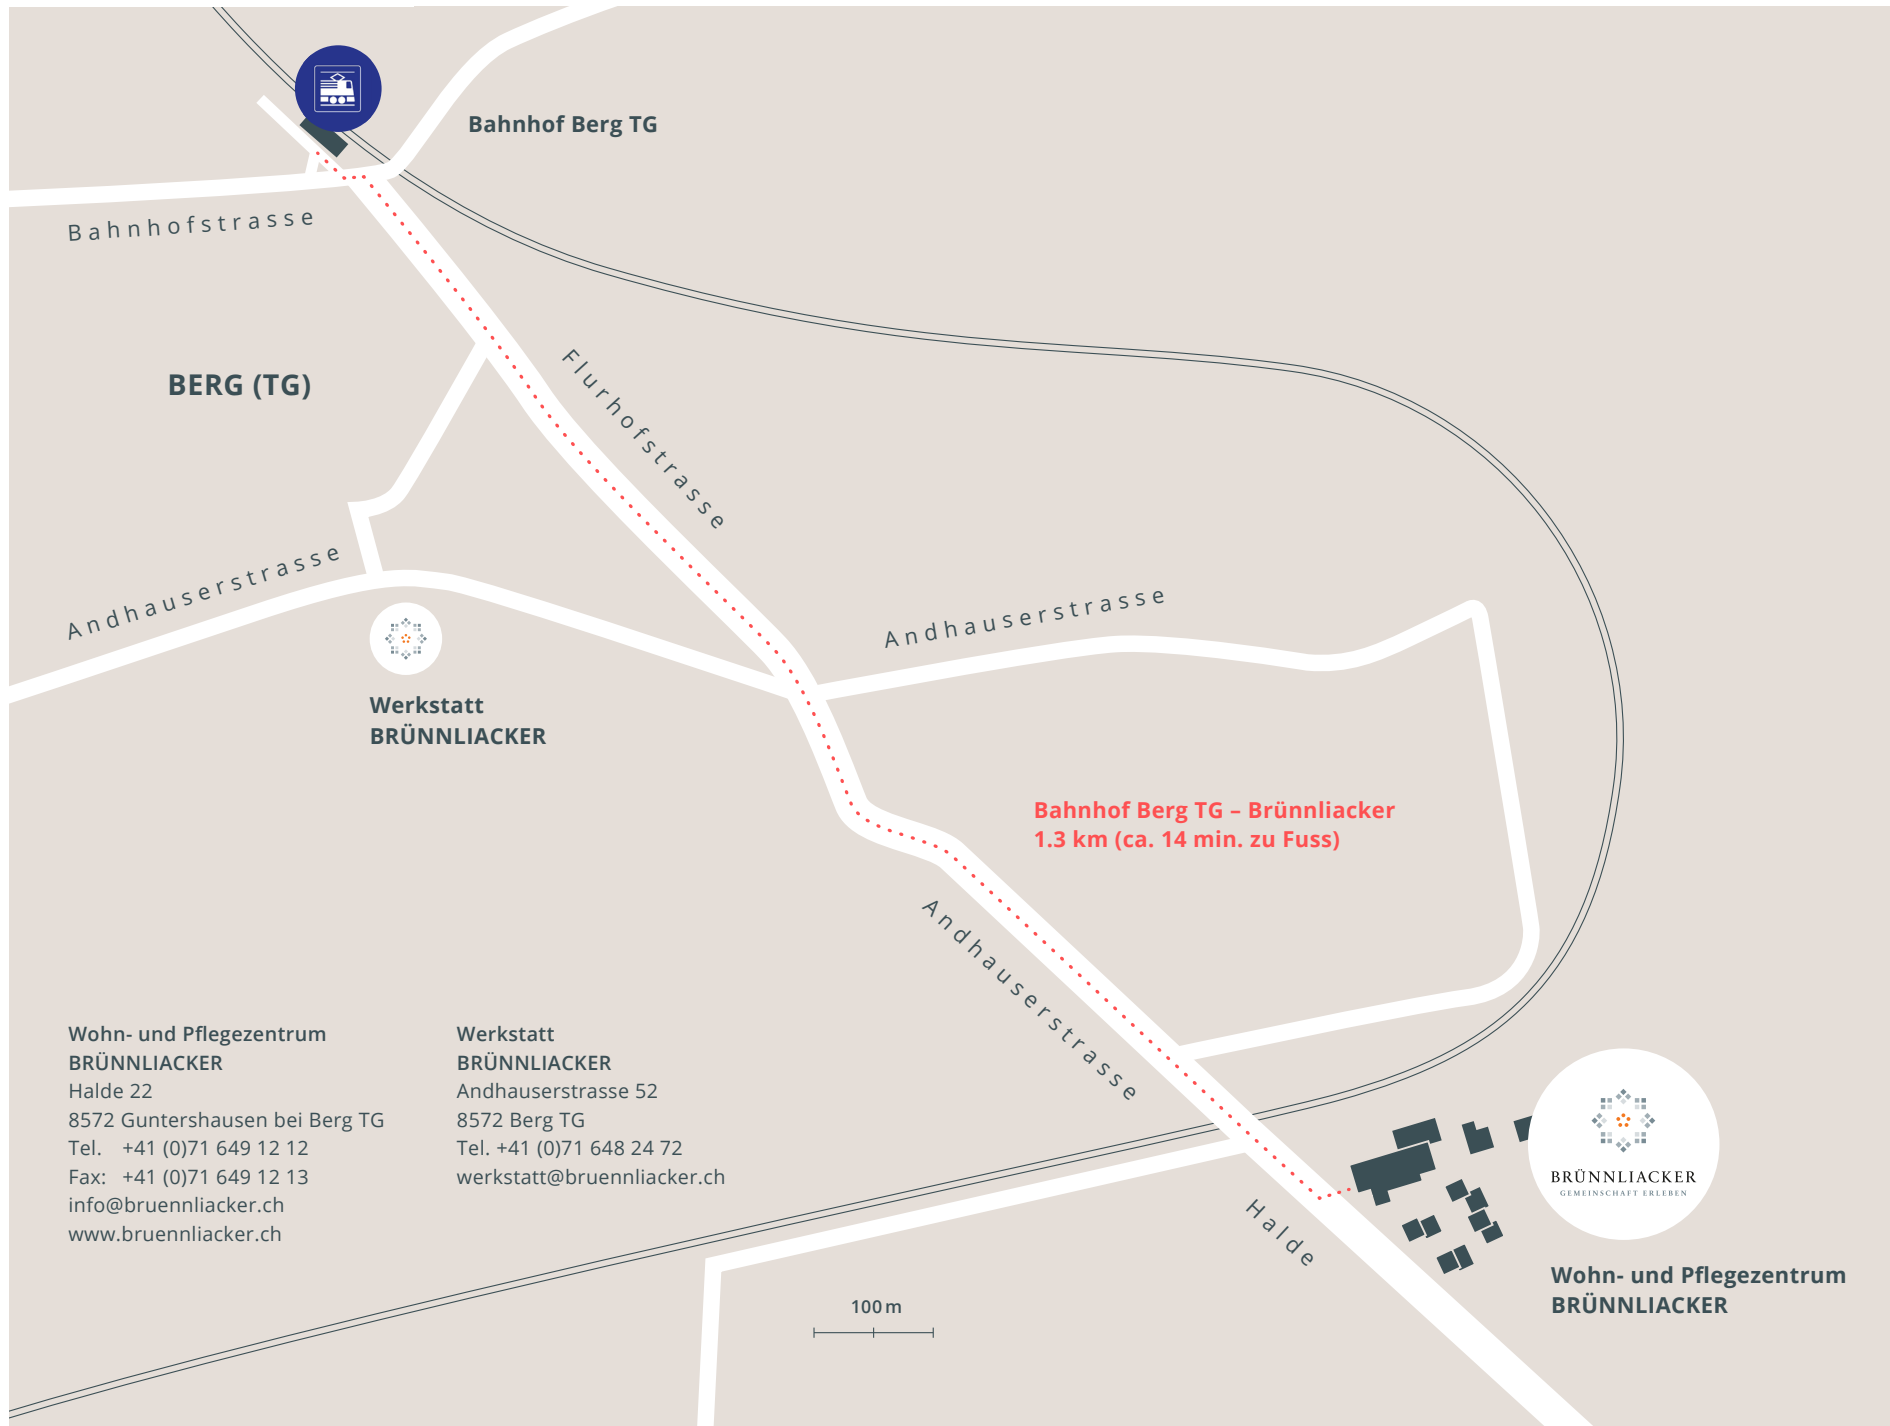 Bahnhof Berg TG
Bahnhofstrasse
BERG (TG)
Flurhofstrasse
Andhauserstrasse
Andhauserstrasse
Werkstatt
BRÜNNLIACKER
Bahnhof Berg TG – Brünnliacker
1.3 km (ca. 14 min. zu Fuss)
Andhauserstrasse
Wohn- und Pflegezentrum
BRÜNNLIACKER
Halde 22
8572 Guntershausen bei Berg TG
Tel. +41 (0)71 649 12 12
Fax: +41 (0)71 649 12 13
info@bruennliacker.ch
www.bruennliacker.ch
Werkstatt
BRÜNNLIACKER
Andhauserstrasse 52
8572 Berg TG
Tel. +41 (0)71 648 24 72
werkstatt@bruennliacker.ch
BRÜNNLIACKER
GEMEINSCHAFT ERLEBEN
Halde
Wohn- und Pflegezentrum
BRÜNNLIACKER
100 m